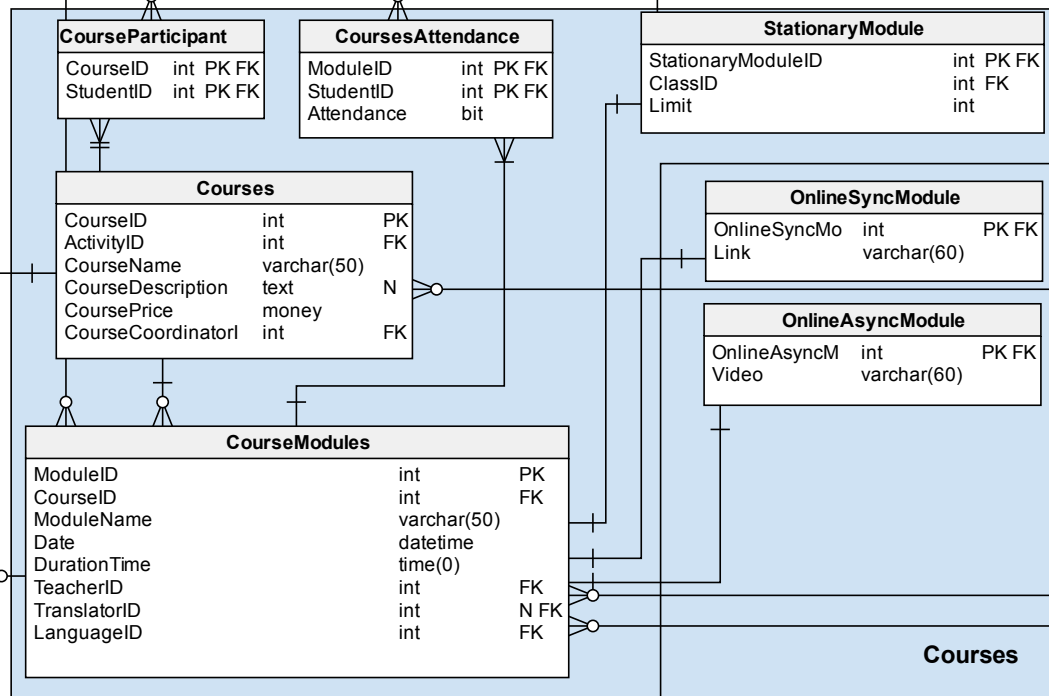 CourseParticipant
CourseID int PK FK
StudentID int PK FK
CoursesAttendance
ModuleID int PK FK
StudentID int PK FK
Attendance bit
StationaryModule
StationaryModuleID int PK FK
ClassID int FK
Limit int
Courses
CourseID int PK
ActivityID int FK
CourseName varchar(50)
CourseDescription text N
CoursePrice money
CourseCoordinatorI int FK
OnlineSyncModule
OnlineSyncMo int PK FK
Link varchar(60)
OnlineAsyncModule
OnlineAsyncM int PK FK
Video varchar(60)
CourseModules
ModuleID int PK
CourseID int FK
ModuleName varchar(50)
Date datetime
DurationTime time(0)
TeacherID int FK
TranslatorID int N FK
LanguageID int FK
Courses